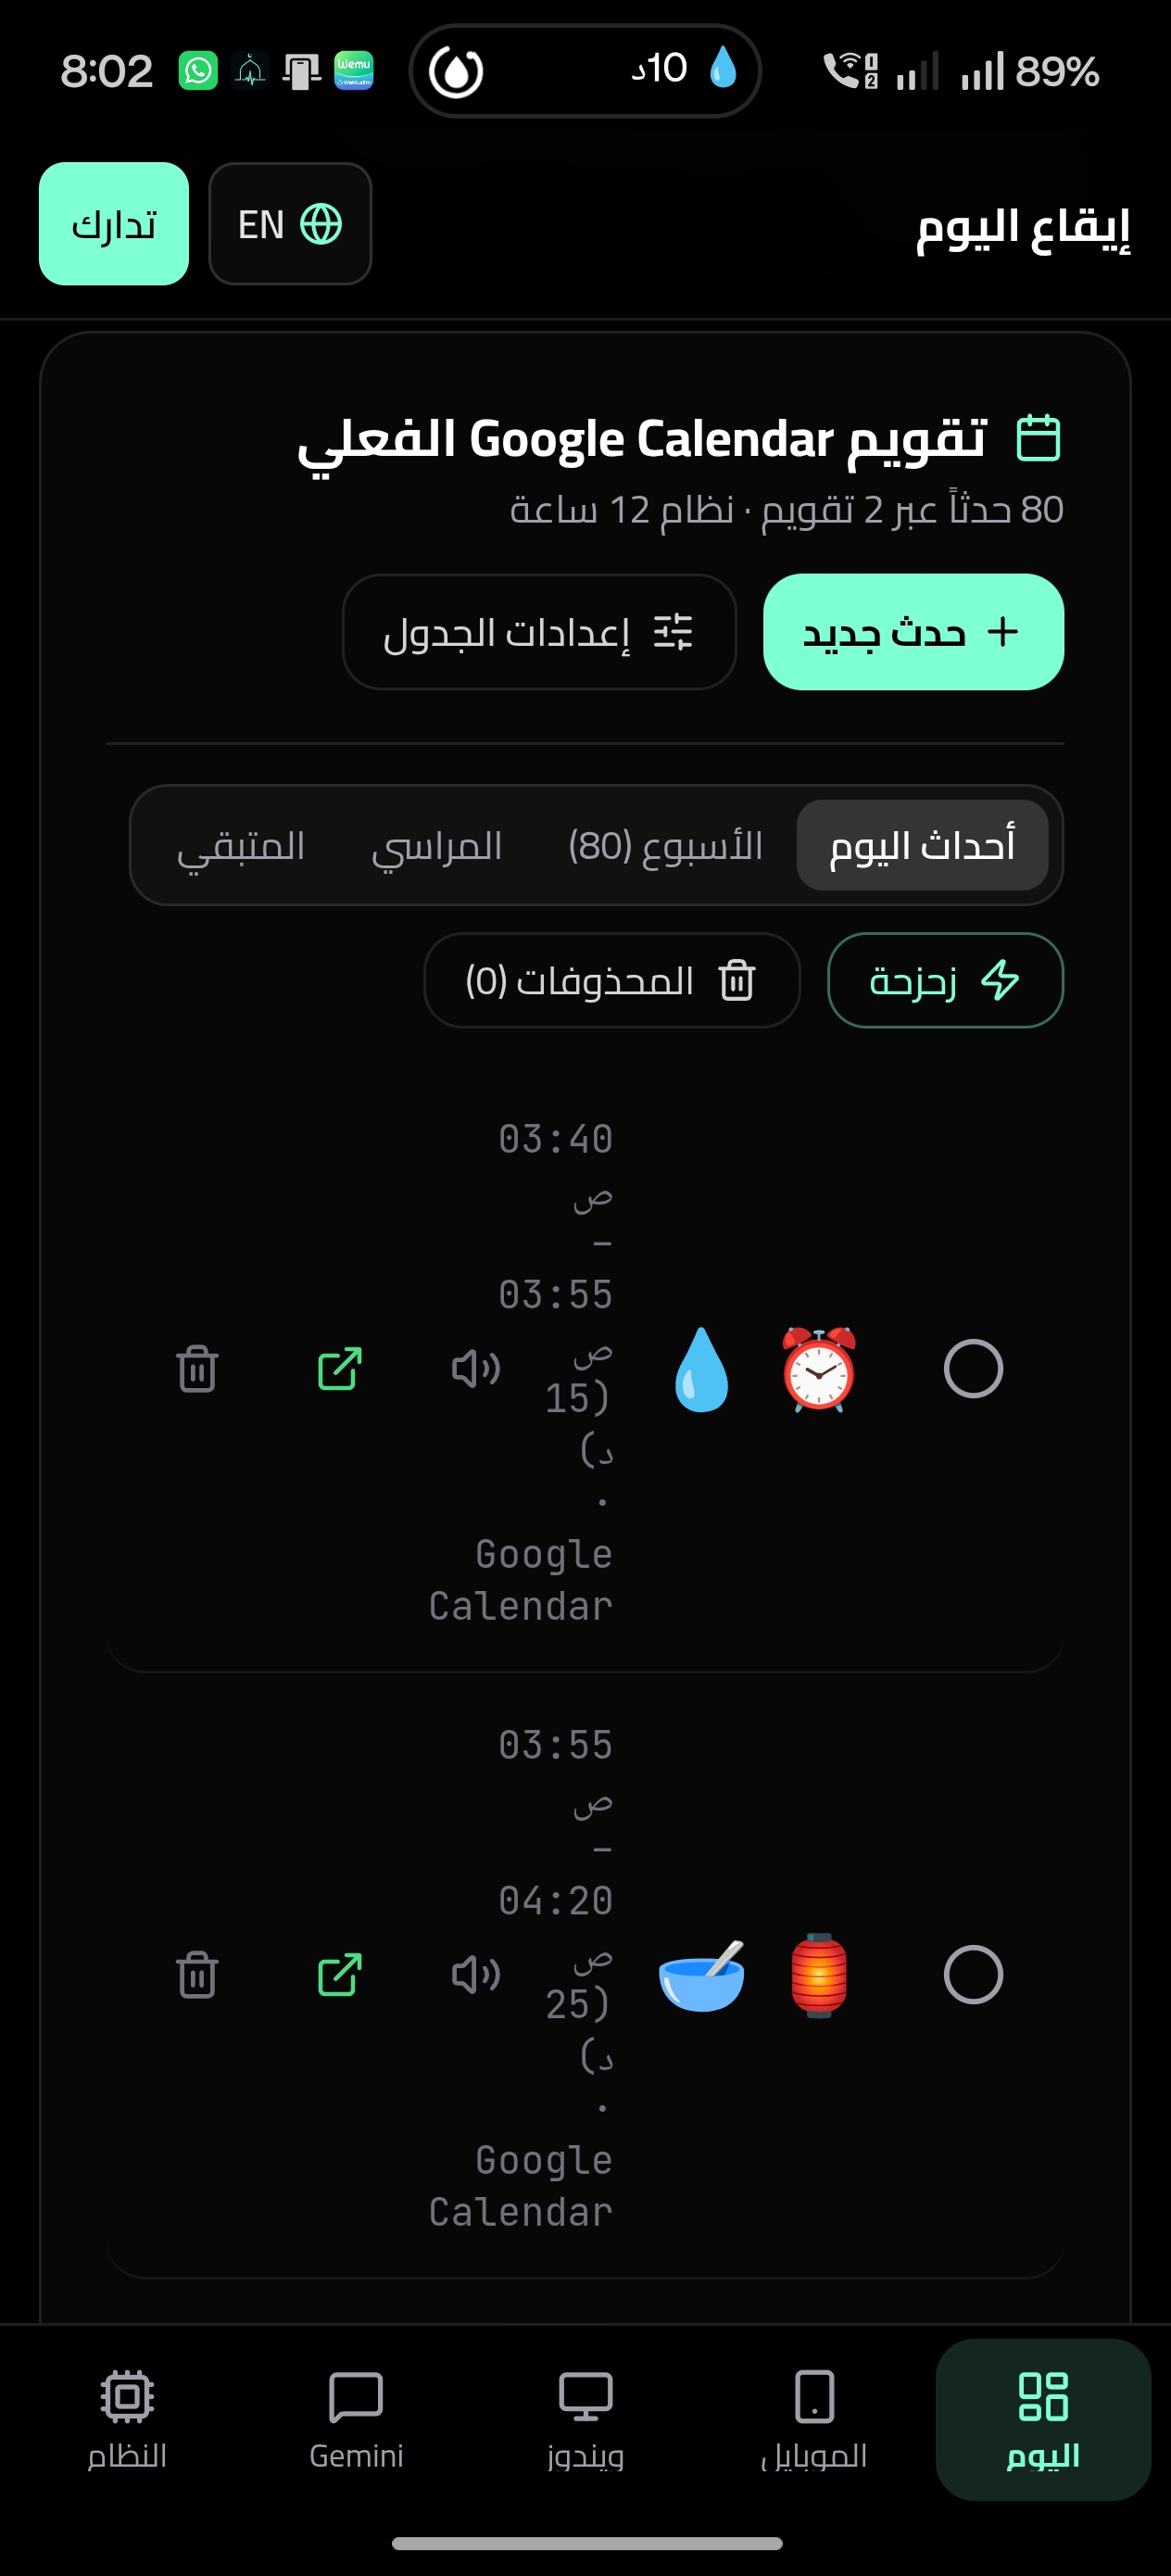 8:02
Wemu
10د
89%
إيقاع اليوم
EN
تدارك
تقويم Google Calendar الفعلي
80 حدثاً عبر 2 تقويم · نظام 12 ساعة
+ حدث جديد
إعدادات الجدول
أحداث اليوم
الأسبوع (80)
المراسي
المتبقي
زحزحة
المحذوفات (0)
03:40
ص
–
03:55
ص
(15
د)
·
Google
Calendar
03:55
ص
–
04:20
ص
(25
د)
·
Google
Calendar
اليوم
الموبايل
ويندوز
Gemini
النظام